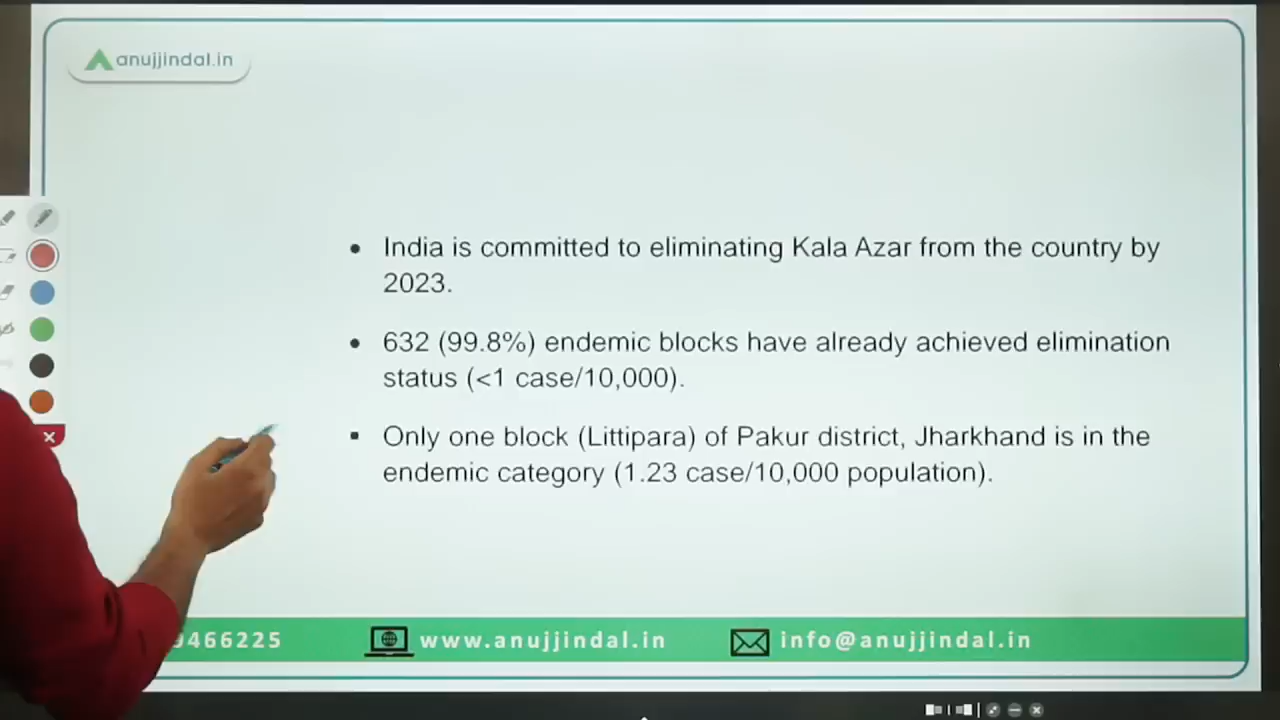 anujjindal.in
• India is committed to eliminating Kala Azar from the country by
2023.
• 632 (99.8%) endemic blocks have already achieved elimination
status (<1 case/10,000).
▪ Only one block (Littipara) of Pakur district, Jharkhand is in the
endemic category (1.23 case/10,000 population).
9466225 www.anujjindal.in info@anujjindal.in